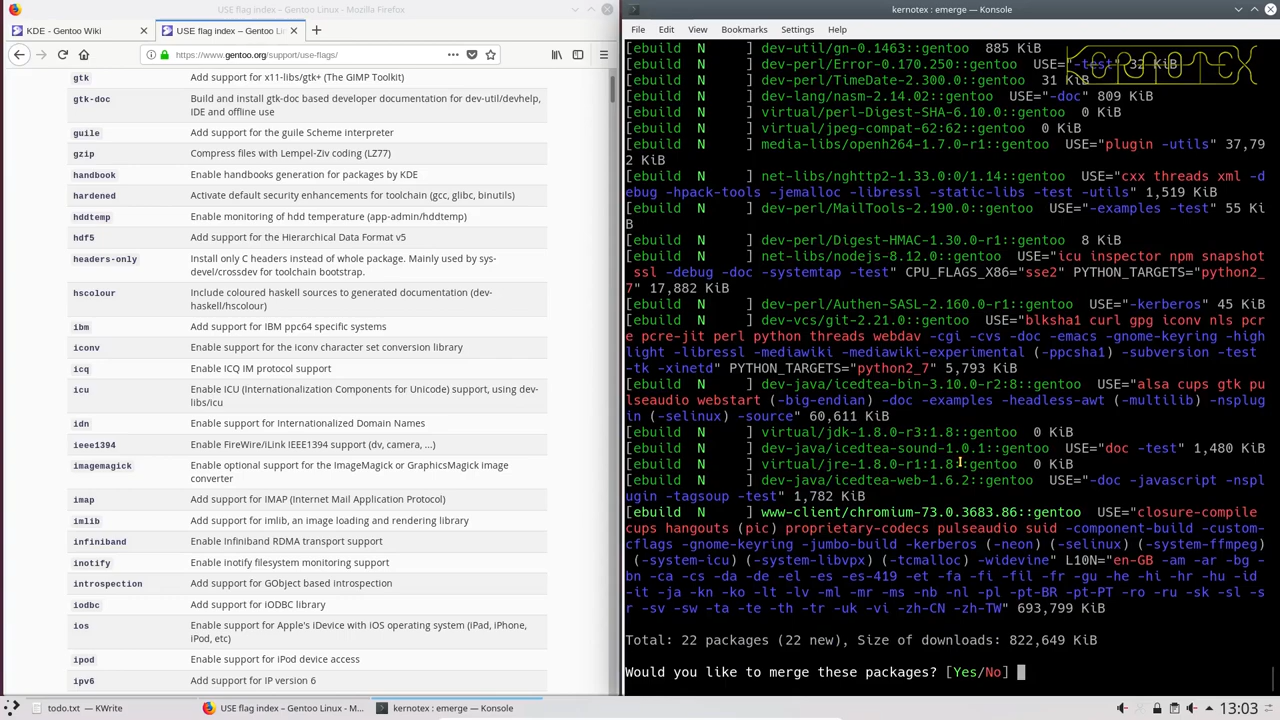 USE flag index – Gentoo Linux - Mozilla Firefox
KDE - Gentoo Wiki
USE flag index – Gentoo Lin
https://www.gentoo.org/support/use-flags/
gtk Add support for x11-libs/gtk+ (The GIMP Toolkit)
gtk-doc Build and install gtk-doc based developer documentation for dev-util/devhelp,
IDE and offline use
guile Add support for the guile Scheme interpreter
gzip Compress files with Lempel-Ziv coding (LZ77)
handbook Enable handbooks generation for packages by KDE
hardened Activate default security enhancements for toolchain (gcc, glibc, binutils)
hddtemp Enable monitoring of hdd temperature (app-admin/hddtemp)
hdf5 Add support for the Hierarchical Data Format v5
headers-only Install only C headers instead of whole package. Mainly used by sys-
devel/crossdev for toolchain bootstrap.
hscolour Include coloured haskell sources to generated documentation (dev-
haskell/hscolour)
ibm Add support for IBM ppc64 specific systems
iconv Enable support for the iconv character set conversion library
icq Enable ICQ IM protocol support
icu Enable ICU (Internationalization Components for Unicode) support, using dev-
libs/icu
idn Enable support for Internationalized Domain Names
ieee1394 Enable FireWire/iLink IEEE1394 support (dv, camera, ...)
imagemagick Enable optional support for the ImageMagick or GraphicsMagick image
converter
imap Add support for IMAP (Internet Mail Application Protocol)
imlib Add support for imlib, an image loading and rendering library
infiniband Enable Infiniband RDMA transport support
inotify Enable inotify filesystem monitoring support
introspection Add support for GObject based introspection
iodbc Add support for iODBC library
ios Enable support for Apple's iDevice with iOS operating system (iPad, iPhone,
iPod, etc)
ipod Enable support for iPod device access
ipv6 Add support for IP version 6
kernotex : emerge — Konsole
File Edit View Bookmarks Settings Help
KERNOTEX
[ebuild  N     ] dev-util/gn-0.1463::gentoo  885 KiB
[ebuild  N     ] dev-perl/Error-0.170.250::gentoo  USE="-test" 32 KiB
[ebuild  N     ] dev-perl/TimeDate-2.300.0::gentoo  31 KiB
[ebuild  N     ] dev-lang/nasm-2.14.02::gentoo  USE="-doc" 809 KiB
[ebuild  N     ] virtual/perl-Digest-SHA-6.10.0::gentoo  0 KiB
[ebuild  N     ] virtual/jpeg-compat-62:62::gentoo  0 KiB
[ebuild  N     ] media-libs/openh264-1.7.0-r1::gentoo  USE="plugin -utils" 37,79
2 KiB
[ebuild  N     ] net-libs/nghttp2-1.33.0:0/1.14::gentoo  USE="cxx threads xml -d
ebug -hpack-tools -jemalloc -libressl -static-libs -test -utils" 1,519 KiB
[ebuild  N     ] dev-perl/MailTools-2.190.0::gentoo  USE="-examples -test" 55 Ki
B
[ebuild  N     ] dev-perl/Digest-HMAC-1.30.0-r1::gentoo  8 KiB
[ebuild  N     ] net-libs/nodejs-8.12.0::gentoo  USE="icu inspector npm snapshot
ssl -debug -doc -systemtap -test" CPU_FLAGS_X86="sse2" PYTHON_TARGETS="python2_
7" 17,882 KiB
[ebuild  N     ] dev-perl/Authen-SASL-2.160.0-r1::gentoo  USE="-kerberos" 45 KiB
[ebuild  N     ] dev-vcs/git-2.21.0::gentoo  USE="blksha1 curl gpg iconv nls pcr
e pcre-jit perl python threads webdav -cgi -cvs -doc -emacs -gnome-keyring -high
light -libressl -mediawiki -mediawiki-experimental (-ppcsha1) -subversion -test
-tk -xinetd" PYTHON_TARGETS="python2_7" 5,793 KiB
[ebuild  N     ] dev-java/icedtea-bin-3.10.0-r2:8::gentoo  USE="alsa cups gtk pu
lseaudio webstart (-big-endian) -doc -examples -headless-awt (-multilib) -nsplug
in (-selinux) -source" 60,611 KiB
[ebuild  N     ] virtual/jdk-1.8.0-r3:1.8::gentoo  0 KiB
[ebuild  N     ] dev-java/icedtea-sound-1.0.1::gentoo  USE="doc -test" 1,480 KiB
[ebuild  N     ] virtual/jre-1.8.0-r1:1.8::gentoo  0 KiB
[ebuild  N     ] dev-java/icedtea-web-1.6.2::gentoo  USE="-doc -javascript -nspl
ugin -tagsoup -test" 1,782 KiB
[ebuild  N     ] www-client/chromium-73.0.3683.86::gentoo  USE="closure-compile
cups hangouts (pic) proprietary-codecs pulseaudio suid -component-build -custom-
cflags -gnome-keyring -jumbo-build -kerberos (-neon) (-selinux) (-system-ffmpeg)
(-system-icu) (-system-libvpx) (-tcmalloc) -widevine" L10N="en-GB -am -ar -bg -
bn -ca -cs -da -de -el -es -es-419 -et -fa -fi -fil -fr -gu -he -hi -hr -hu -id
-it -ja -kn -ko -lt -lv -ml -mr -ms -nb -nl -pl -pt-BR -pt-PT -ro -ru -sk -sl -s
r -sv -sw -ta -te -th -tr -uk -vi -zh-CN -zh-TW" 693,799 KiB
Total: 22 packages (22 new), Size of downloads: 822,649 KiB
Would you like to merge these packages? [Yes/No]
todo.txt — KWrite
USE flag index – Gentoo Linux - M...
kernotex : emerge — Konsole
13:03